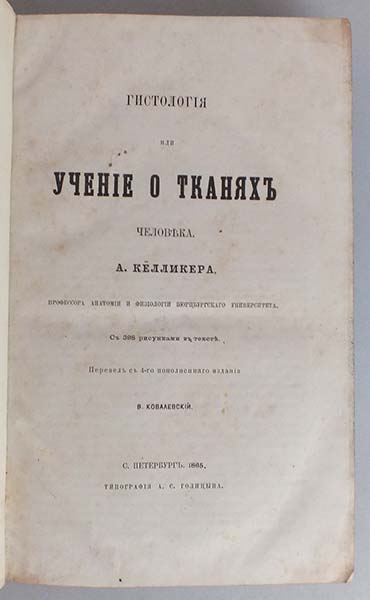 ГИСТОЛОГІЯ
ИЛИ
УЧЕНІЕ О ТКАНЯХЪ
ЧЕЛОВѢКА.
А. КЁЛЛИКЕРА,
ПРОФЕССОРА АНАТОМІИ И ФИЗІОЛОГІИ ВЮРЦБУРГСКАГО УНИВЕРСИТЕТА.
Съ 398 рисунками въ текстѣ.
Перевелъ съ 4-го пополненнаго изданія
В. КОВАЛЕВСКІЙ.
С. ПЕТЕРБУРГЪ. 1865.
ТИПОГРАФІЯ А. С. ГОЛИЦЫНА.